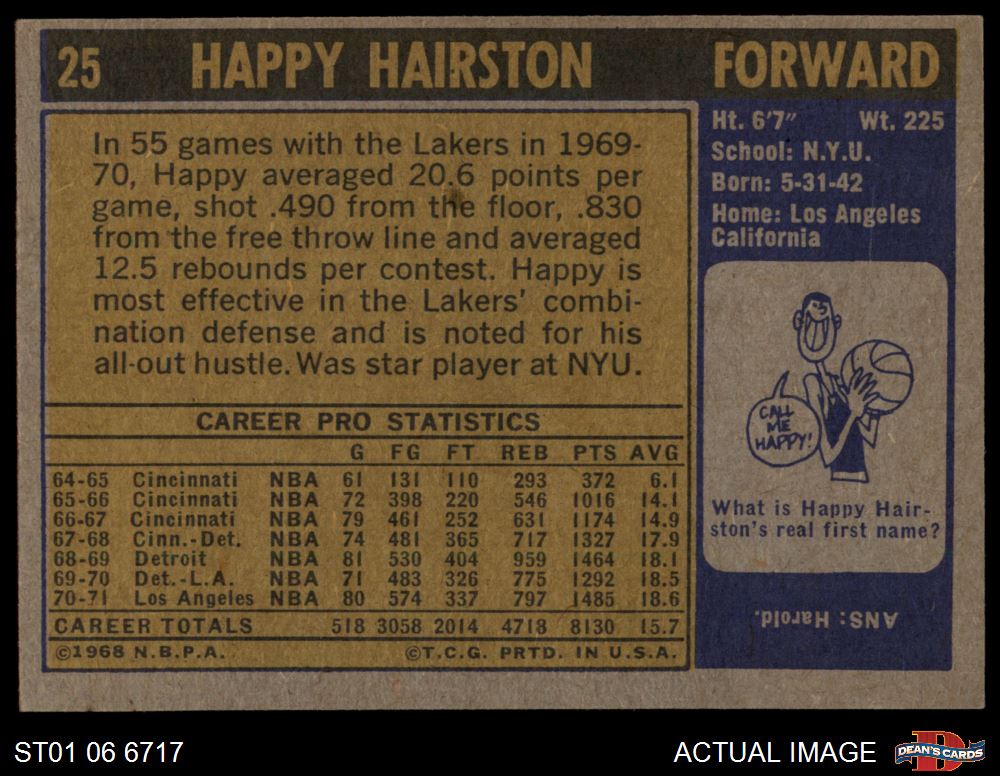 25 HAPPY HAIRSTON FORWARD
In 55 games with the Lakers in 1969-
70, Happy averaged 20.6 points per
game, shot .490 from the floor, .830
from the free throw line and averaged
12.5 rebounds per contest. Happy is
most effective in the Lakers' combi-
nation defense and is noted for his
all-out hustle. Was star player at NYU.
Ht. 6'7" Wt. 225
School: N.Y.U.
Born: 5-31-42
Home: Los Angeles
California
CALL
ME
HAPPY!
What is Happy Hair-
ston's real first name?
ANS: Harold.
CAREER PRO STATISTICS
G FG FT REB PTS AVG
64-65 Cincinnati NBA 61 131 110 293 372 6.1
65-66 Cincinnati NBA 72 398 220 546 1016 14.1
66-67 Cincinnati NBA 79 461 252 631 1174 14.9
67-68 Cinn.-Det. NBA 74 481 365 717 1327 17.9
68-69 Detroit NBA 81 530 404 959 1464 18.1
69-70 Det.-L.A. NBA 71 483 326 775 1292 18.5
70-71 Los Angeles NBA 80 574 337 797 1485 18.6
CAREER TOTALS 518 3058 2014 4718 8130 15.7
©1968 N.B.P.A. ©T.C.G. PRTD. IN U.S.A.
ST01 06 6717 ACTUAL IMAGE DEAN'S CARDS